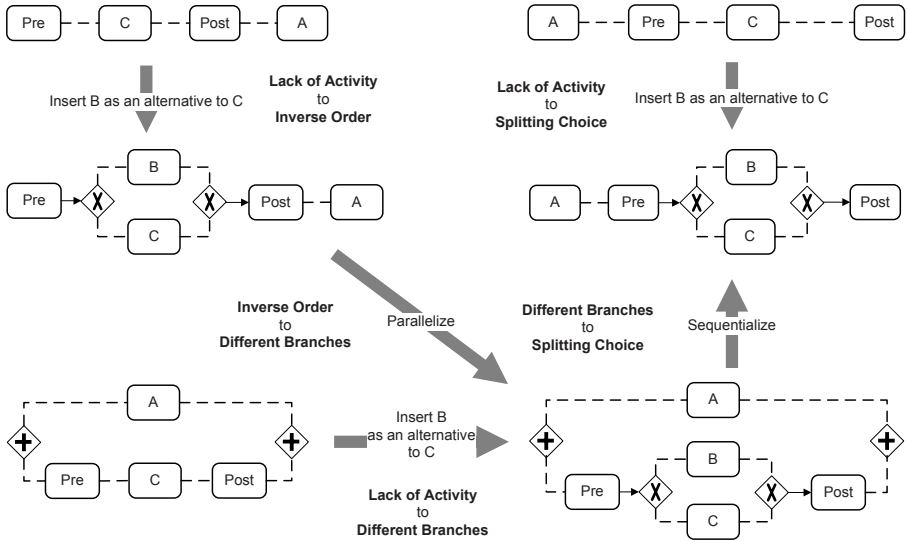 Pre C Post A
A Pre C Post
Lack of Activity
to
Inverse Order
Insert B as an alternative to C
Lack of Activity
to
Splitting Choice
Insert B as an alternative to C
B
Pre X X Post A
C
B
A Pre X X Post
C
Inverse Order
to
Different Branches
Parallelize
Different Branches
to
Splitting Choice
Sequentialize
A
+ +
Pre C Post
Insert B
as an alternative
to C
Lack of Activity
to
Different Branches
A
+ +
B
Pre X X Post
C